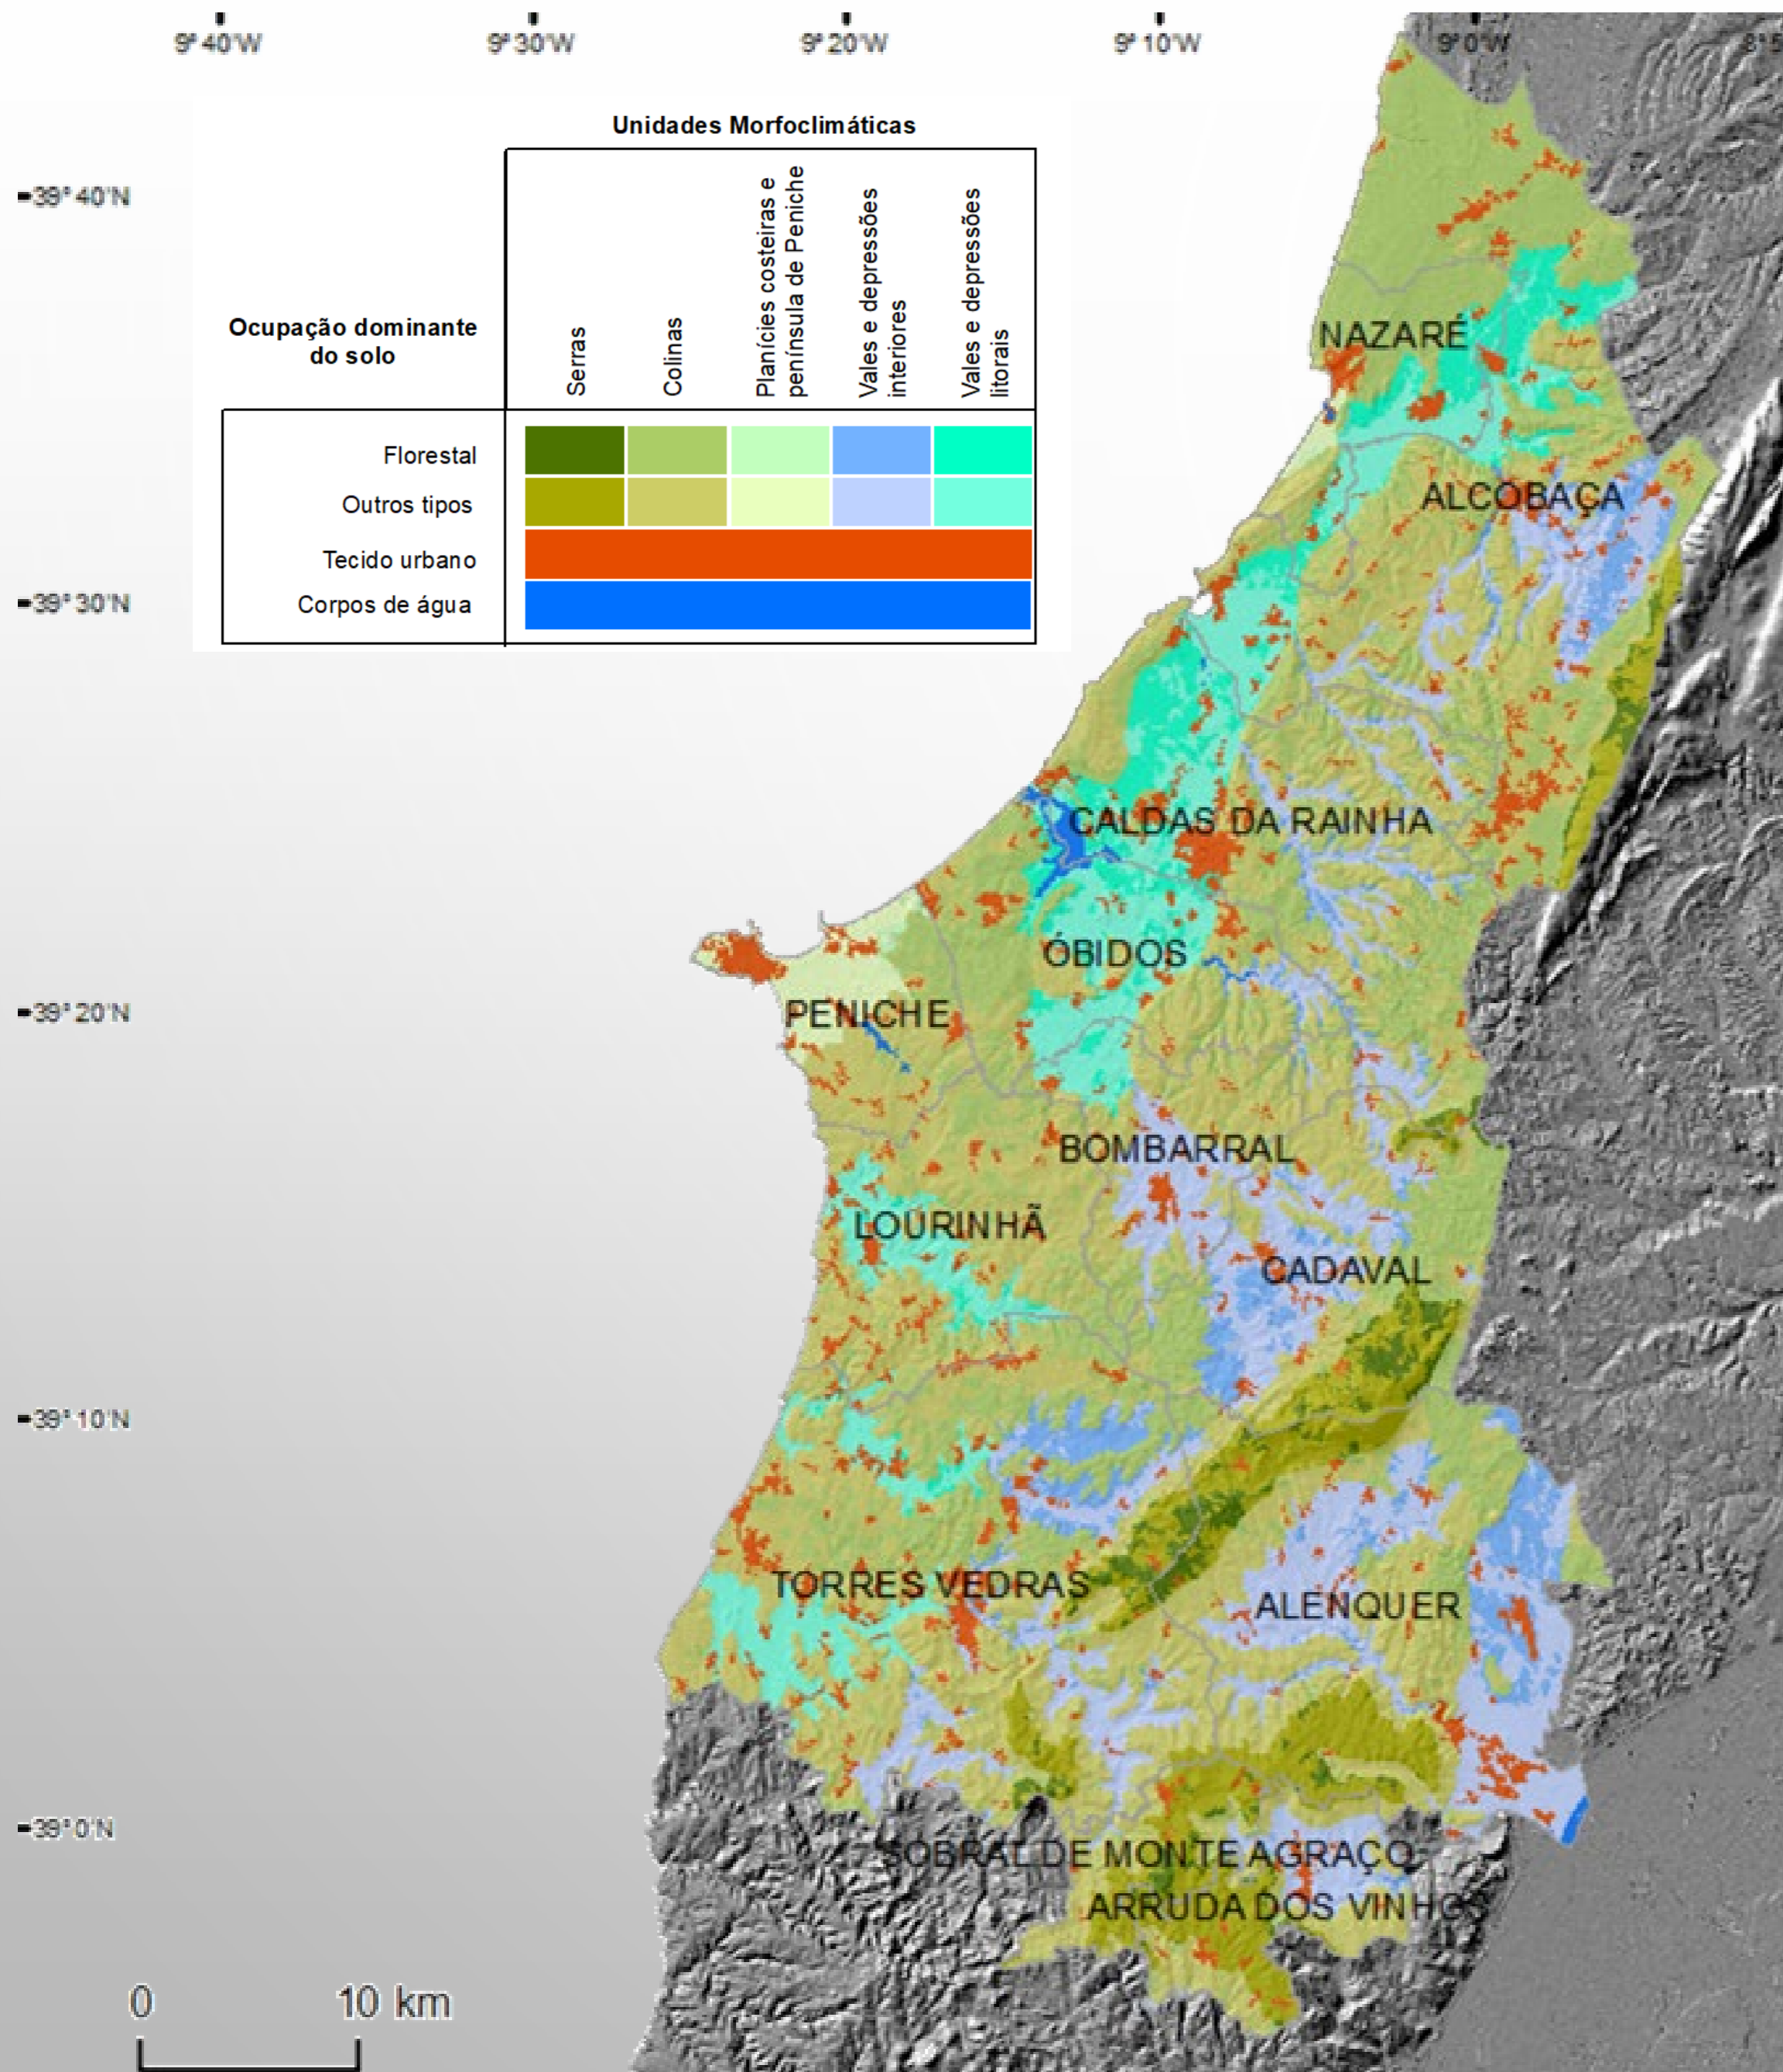 9°40'W
9°30'W
9°20'W
9°10'W
9°0'W
8°5
Unidades Morfoclimáticas
39°40'N
Ocupação dominante
do solo
Serras
Colinas
Planícies costeiras e
península de Peniche
Vales e depressões
interiores
Vales e depressões
litorais
Florestal
Outros tipos
Tecido urbano
Corpos de água
NAZARÉ
ALCOBAÇA
39°30'N
CALDAS DA RAINHA
ÓBIDOS
39°20'N
PENICHE
BOMBARRAL
LOURINHÃ
CADAVAL
39°10'N
TORRES VEDRAS
ALENQUER
39°0'N
SOBRAL DE MONTE AGRAÇO
ARRUDA DOS VINHOS
0
10 km